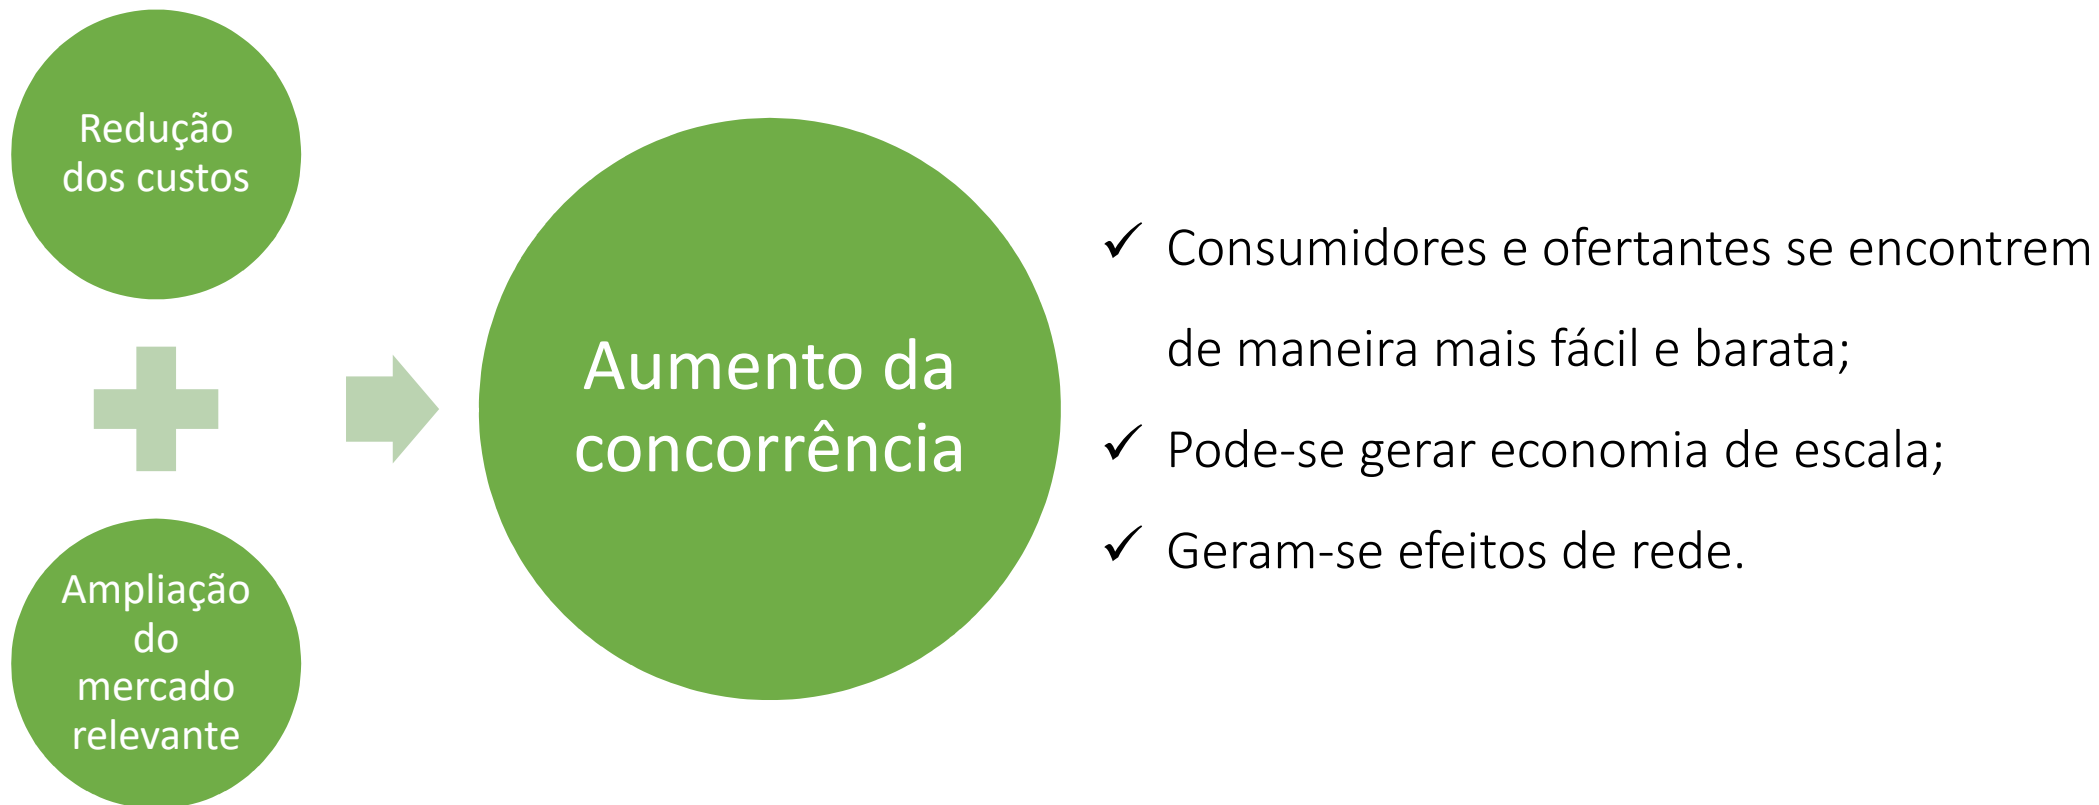 Redução
dos custos
Ampliação
do
mercado
relevante
Aumento da
concorrência
✓ Consumidores e ofertantes se encontrem
de maneira mais fácil e barata;
✓ Pode-se gerar economia de escala;
✓ Geram-se efeitos de rede.